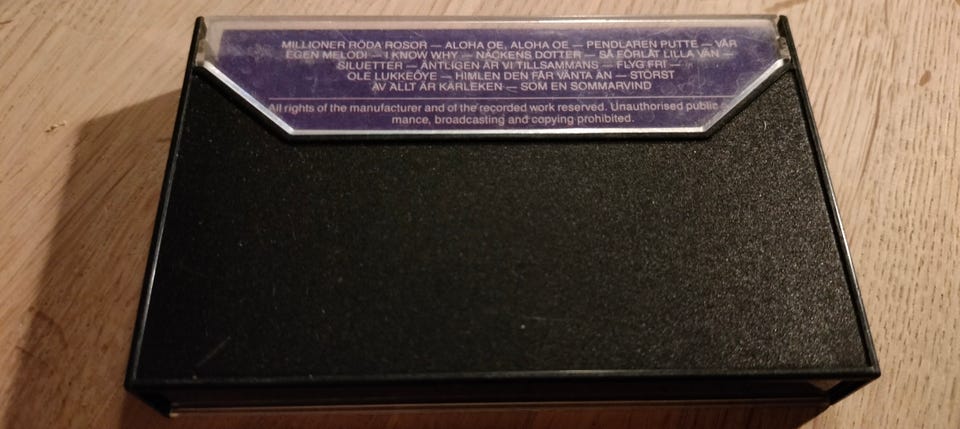 MILLIONER RÖDA ROSOR — ALOHA OE, ALOHA OE — PENDLAREN PUTTE — VÅR
EGEN MELODI — I KNOW WHY — NÄCKENS DOTTER — SÅ FÖRLÅT LILLA VÄN —
SILUETTER — ÄNTLIGEN ÄR VI TILLSAMMANS — FLYG FRI —
OLE LUKKEÖYE — HIMLEN DEN FÅR VÄNTA ÄN — STÖRST
AV ALLT ÄR KÄRLEKEN — SOM EN SOMMARVIND
All rights of the manufacturer and of the recorded work reserved. Unauthorised public
mance, broadcasting and copying prohibited.